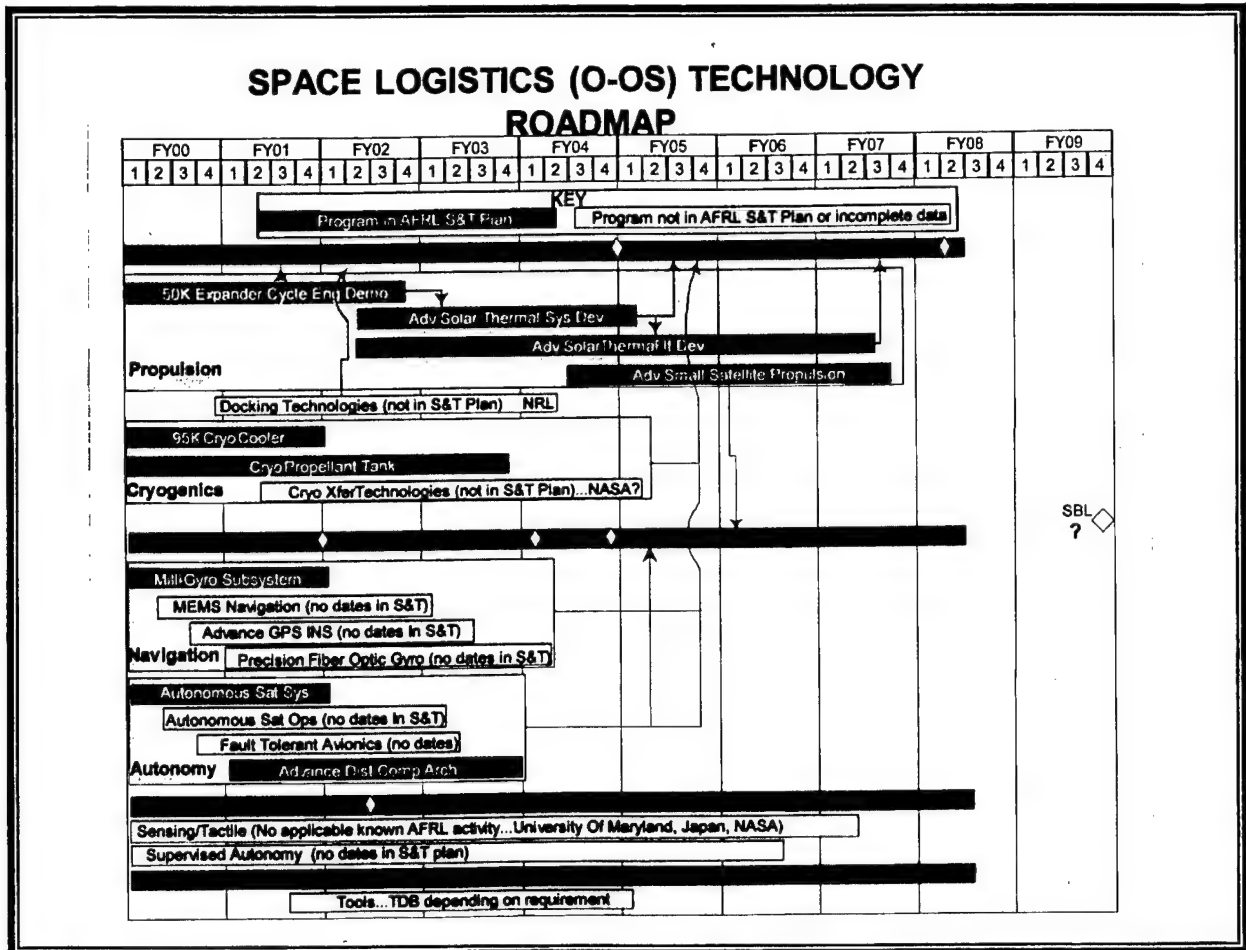 SPACE LOGISTICS (O-OS) TECHNOLOGY
ROADMAP
FY00 FY01 FY02 FY03 FY04 FY05 FY06 FY07 FY08 FY09
1 2 3 4 1 2 3 4 1 2 3 4 1 2 3 4 1 2 3 4 1 2 3 4 1 2 3 4 1 2 3 4 1 2 3 4 1 2 3 4
KEY
Program in AFRL S&T Plan
Program not in AFRL S&T Plan or incomplete data
50K Expander Cycle Eng Demo
Adv Solar Thermal Sys Dev
Adv SolarThermal II Dev
Propulsion
Adv Small Satellite Propulsion
Docking Technologies (not in S&T Plan) NRL
95K Cryo Cooler
Cryo Propellant Tank
Cryogenics
Cryo XferTechnologies (not in S&T Plan)...NASA?
SBL
?
Milli-Gyro Subsystem
MEMS Navigation (no dates in S&T)
Advance GPS INS (no dates in S&T)
Navigation
Precision Fiber Optic Gyro (no dates in S&T)
Autonomous Sat Sys
Autonomous Sat Ops (no dates in S&T)
Fault Tolerant Avionics (no dates)
Autonomy
Advance Dist Comp Arch
Sensing/Tactile (No applicable known AFRL activity...University Of Maryland, Japan, NASA)
Supervised Autonomy (no dates in S&T plan)
Tools...TDB depending on requirement